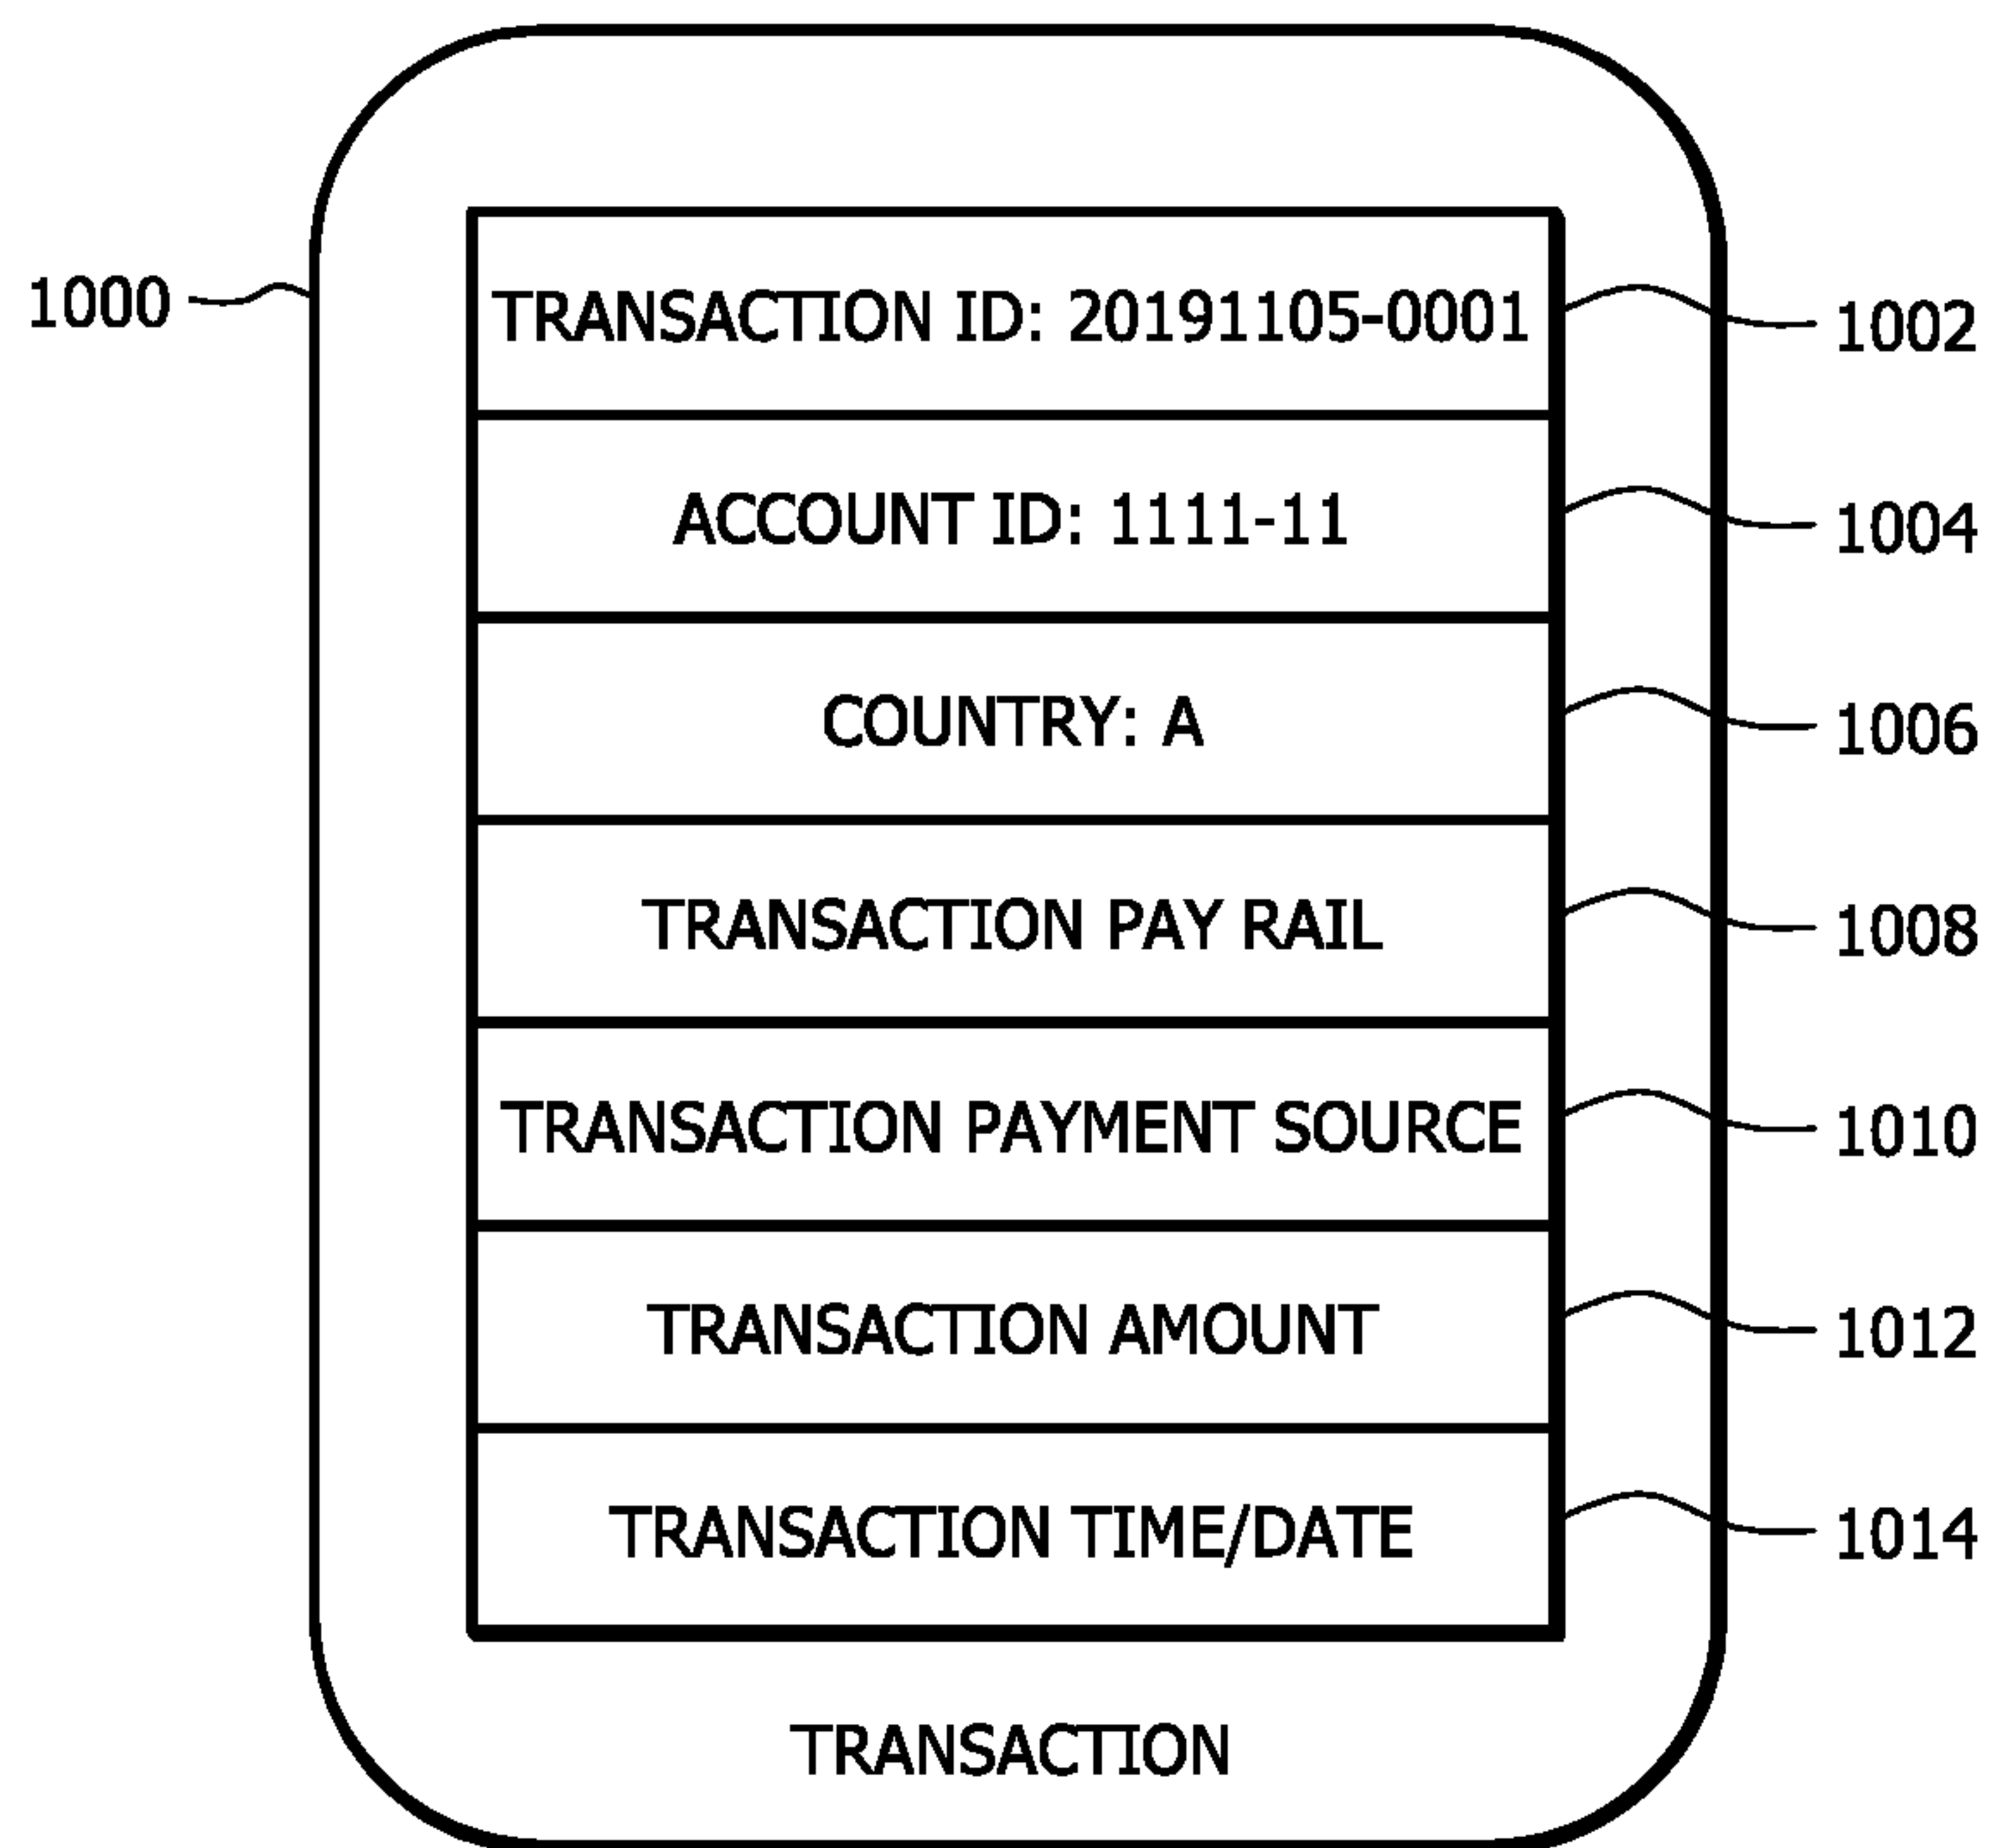 1000
TRANSACTION ID: 20191105-0001
1002
ACCOUNT ID: 1111-11
1004
COUNTRY: A
1006
TRANSACTION PAY RAIL
1008
TRANSACTION PAYMENT SOURCE
1010
TRANSACTION AMOUNT
1012
TRANSACTION TIME/DATE
1014
TRANSACTION